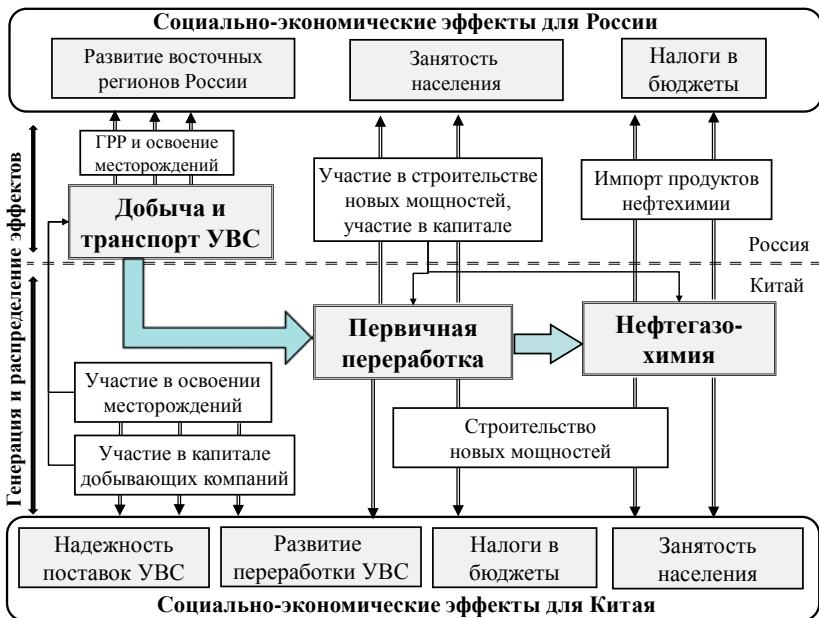 Социально-экономические эффекты для России
Развитие восточных
регионов России
Занятость
населения
Налоги в
бюджеты
Генерация и распределение эффектов
ГРР и освоение
месторождений
Добыча и
транспорт УВС
Участие в строительстве
новых мощностей,
участие в капитале
Импорт продуктов
нефтехимии
Россия
Китай
Первичная
переработка
Нефтегазо-
химия
Участие в освоении
месторождений
Участие в капитале
добывающих компаний
Строительство
новых мощностей
Надежность
поставок УВС
Развитие
переработки УВС
Налоги в
бюджеты
Занятость
населения
Социально-экономические эффекты для Китая